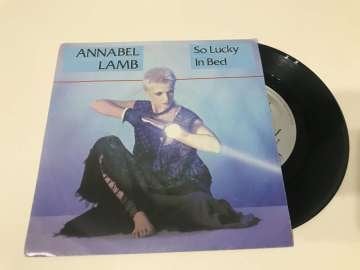 ANNABEL
LAMB
So Lucky
In Bed